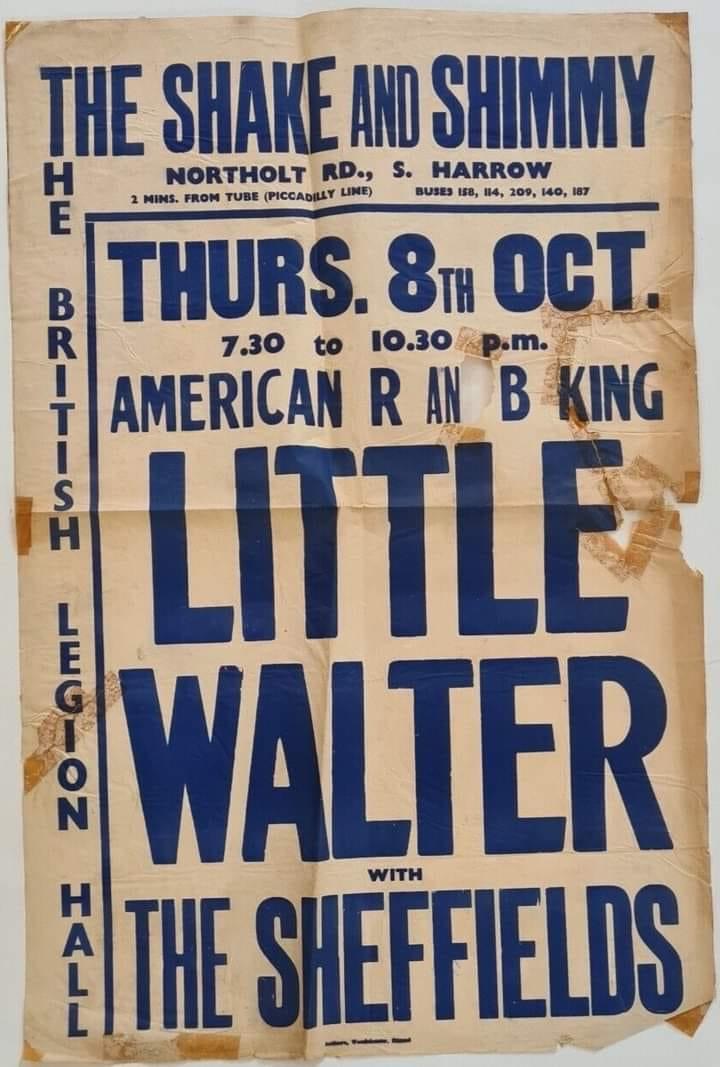 THE SHAKE AND SHIMMY
NORTHOLT RD., S. HARROW
2 MINS. FROM TUBE (PICCADILLY LINE) BUSES 158, 114, 209, 140, 187
THE BRITISH LEGION HALL
THURS. 8TH OCT.
7.30 to 10.30 p.m.
AMERICAN R AN B KING
LITTLE
WALTER
WITH
THE SHEFFIELDS